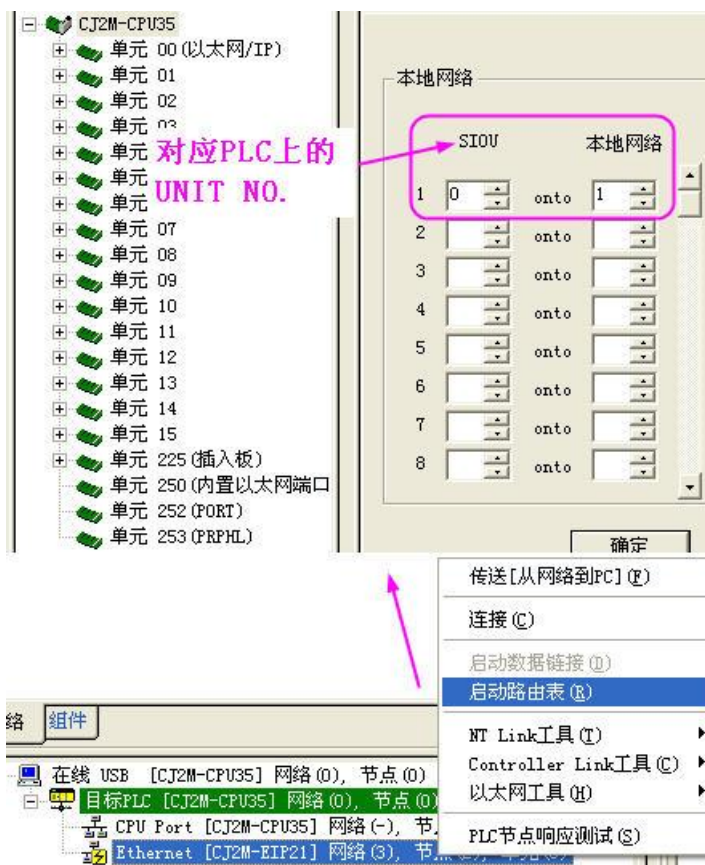 CJ2M-CPU35
单元 00(以太网/IP)
单元 01
单元 02
单元 03
单元
单元
单元
单元 07
单元 08
单元 09
单元 10
单元 11
单元 12
单元 13
单元 14
单元 15
单元 225(插入板)
单元 250(内置以太网端口
单元 252(PORT)
单元 253(PRPHL)
对应PLC上的
UNIT NO.
本地网络
SIOU 本地网络
1 0 onto 1
2 onto
3 onto
4 onto
5 onto
6 onto
7 onto
8 onto
确定
传送[从网络到PC](F)
连接(C)
启动数据链接(D)
启动路由表(R)
NT Link工具(T)
Controller Link工具(C)
以太网工具(H)
PLC节点响应测试(S)
络 组件
在线 USB [CJ2M-CPU35] 网络(0), 节点(0)
目标PLC [CJ2M-CPU35] 网络(0), 节点(0)
CPU Port [CJ2M-CPU35] 网络(-), 节
Ethernet [CJ2M-EIP21] 网络(3), 节